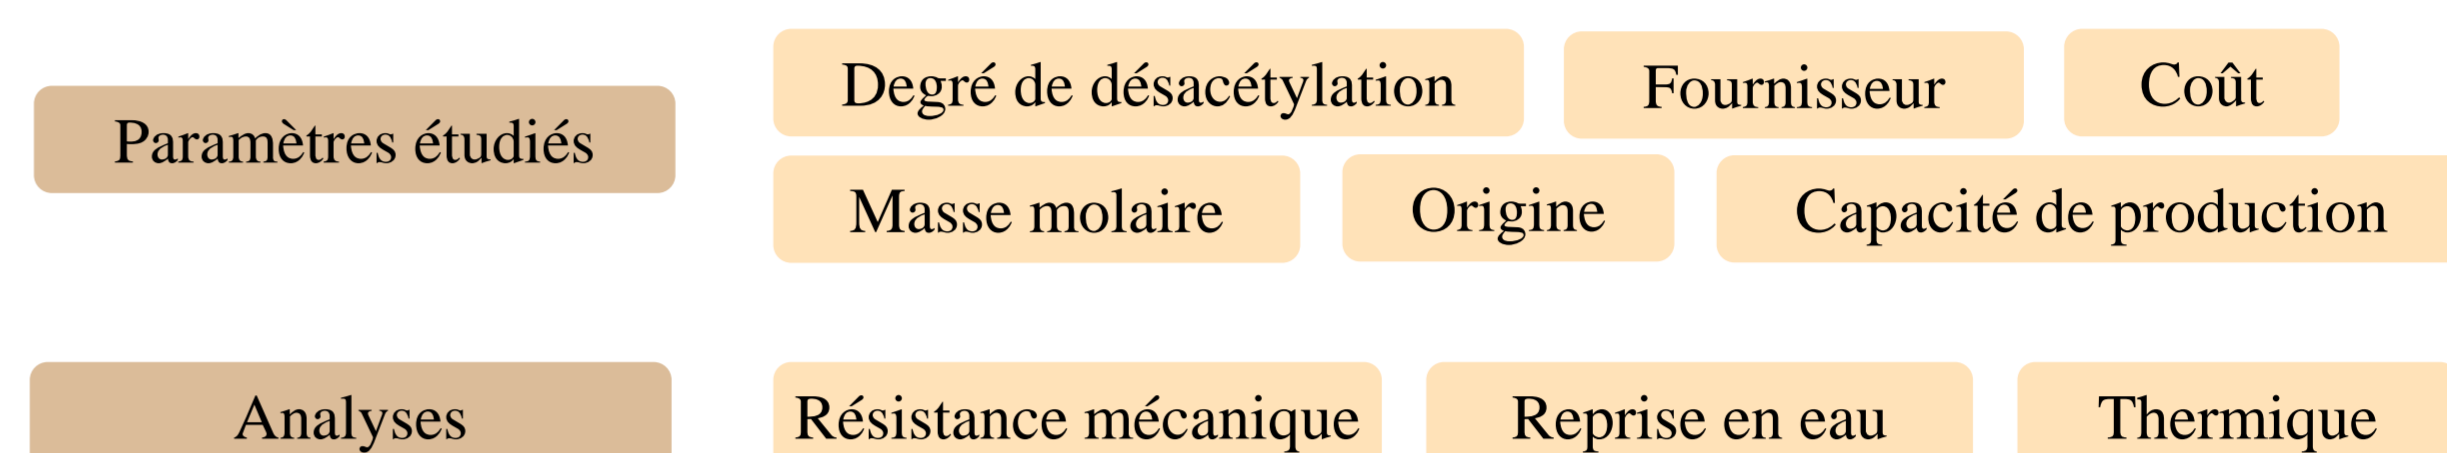 Paramètres étudiés
Degré de désacétylation
Fournisseur
Coût
Masse molaire
Origine
Capacité de production
Analyses
Résistance mécanique
Reprise en eau
Thermique